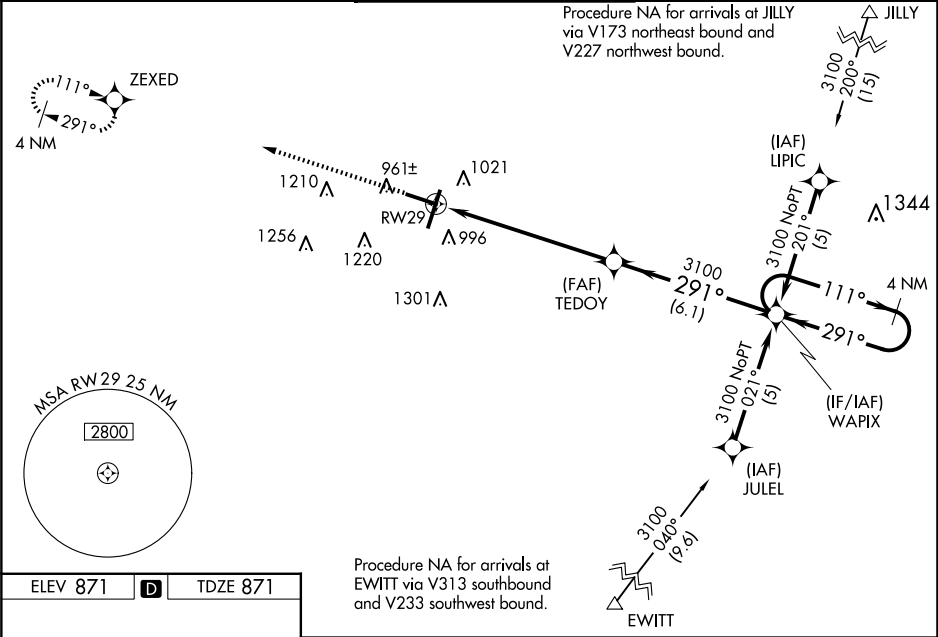 Procedure NA for arrivals at JILLY
via V173 northeast bound and
V227 northwest bound.
JILLY
3100
200°
(15)
ZEXED
111°
291°
4 NM
(IAF)
LIPIC
1344
961±
1021
1210
RW29
996
1256
1220
1301
3100 NoPT
201°
(5)
(FAF)
TEDOY
3100
291°
(6.1)
111°
4 NM
291°
(IF/IAF)
WAPIX
3100 NoPT
021°
(5)
(IAF)
JULEL
MSA RW29 25 NM
2800
3100
040°
(9.6)
EWITT
Procedure NA for arrivals at
EWITT via V313 southbound
and V233 southwest bound.
ELEV 871 D TDZE 871